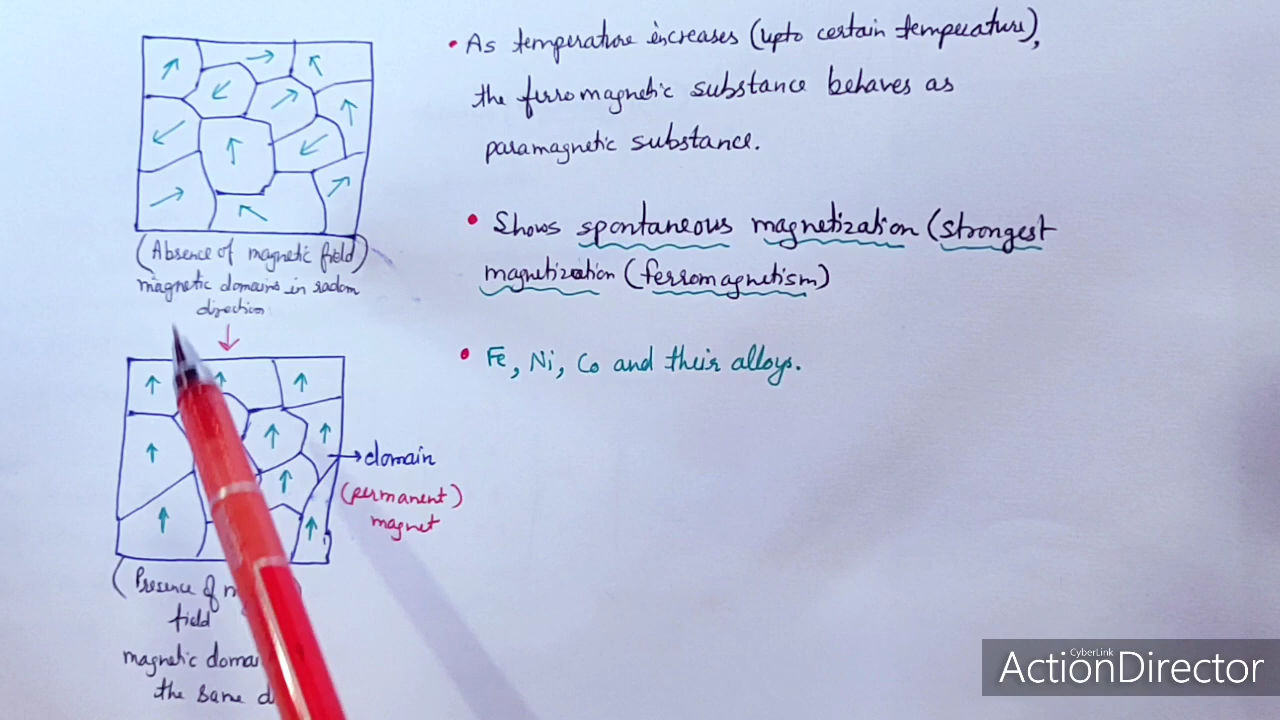 • As temperature increases (upto certain temperature),
the ferromagnetic substance behaves as
paramagnetic substance.
• Shows spontaneous magnetization (strongest
magnetization (ferromagnetism)
• Fe, Ni, Co and their alloys.
(Absence of magnetic field)
magnetic domains in radom
direction
→ domain
(permanent)
magnet
(Presence of
field
magnetic
the same
CyberLink
ActionDirector